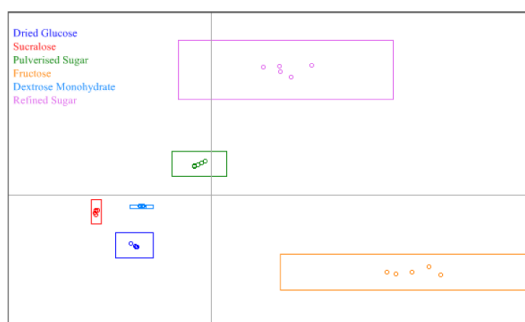 Dried Glucose
Sucralose
Pulverised Sugar
Fructose
Dextrose Monohydrate
Refined Sugar